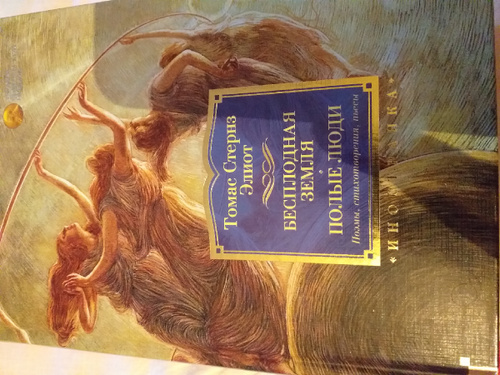 Томас Стернз
Элиот
БЕСПЛОДНАЯ
ЗЕМЛЯ
ПОЛЫЕ ЛЮДИ
Поэмы, стихотворения, пьесы